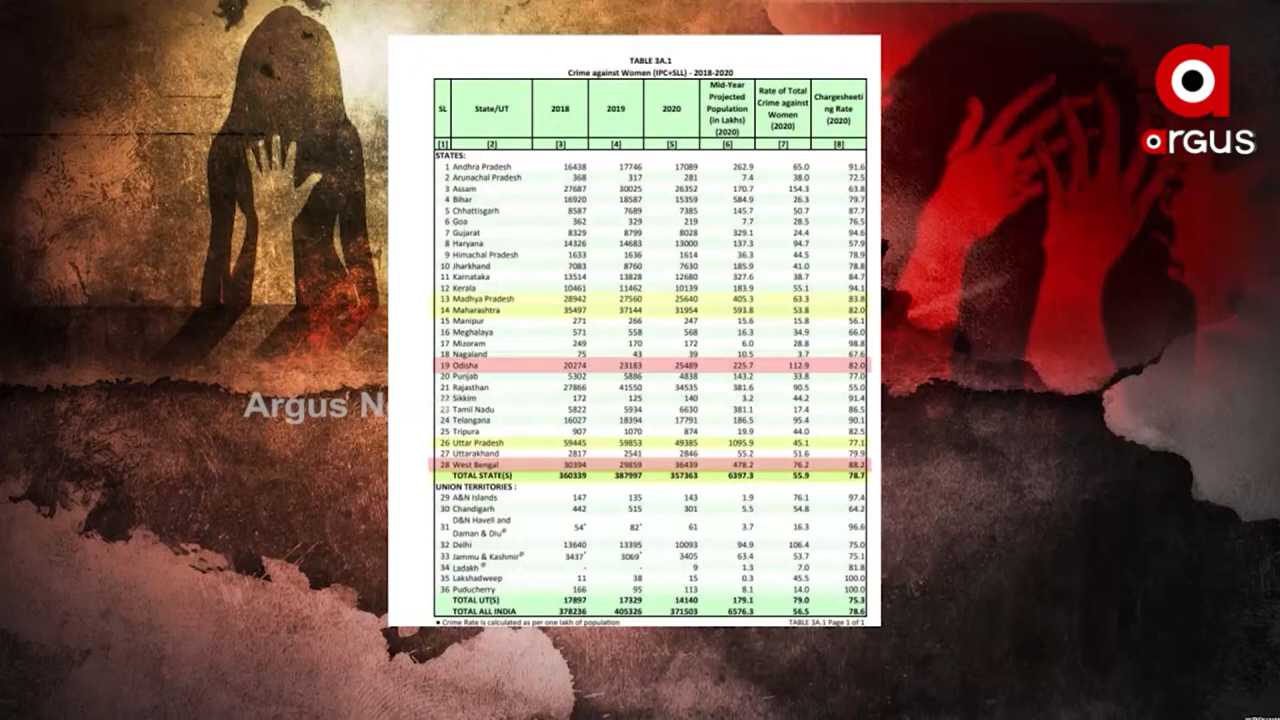 argus
Argus N
TABLE 3A.1
Crime against Women (IPC+SLL) - 2018-2020
SL State/UT 2018 2019 2020 Mid-Year Projected Population (in Lakhs) (2020) Rate of Total Crime against Women (2020) Chargesheeti ng Rate (2020)
[1] [2] [3] [4] [5] [6] [7] [8]
STATES:
1 Andhra Pradesh 16438 17746 17089 262.9 65.0 91.6
2 Arunachal Pradesh 368 317 281 7.4 38.0 72.5
3 Assam 27687 30025 26352 170.7 154.3 63.8
4 Bihar 16920 18587 15359 584.9 26.3 79.7
5 Chhattisgarh 8587 7689 7385 145.7 50.7 87.7
6 Goa 362 329 219 7.7 28.5 76.5
7 Gujarat 8329 8799 8028 329.1 24.4 94.6
8 Haryana 14326 14683 13000 137.3 94.7 57.9
9 Himachal Pradesh 1633 1636 1614 36.3 44.5 78.9
10 Jharkhand 7083 8760 7630 185.9 41.0 78.8
11 Karnataka 13514 13828 12680 327.6 38.7 84.7
12 Kerala 10461 11462 10139 183.9 55.1 94.1
13 Madhya Pradesh 28942 27560 25640 405.3 63.3 83.8
14 Maharashtra 35497 37144 31954 593.8 53.8 82.0
15 Manipur 271 266 247 15.6 15.8 56.1
16 Meghalaya 571 558 568 16.3 34.9 66.0
17 Mizoram 249 170 172 6.0 28.8 98.8
18 Nagaland 75 43 39 10.5 3.7 67.6
19 Odisha 20274 23183 25489 225.7 112.9 82.0
20 Punjab 5302 5886 4838 143.2 33.8 77.0
21 Rajasthan 27866 41550 34535 381.6 90.5 55.0
22 Sikkim 172 125 140 3.2 44.2 91.4
23 Tamil Nadu 5822 5934 6630 381.1 17.4 86.5
24 Telangana 16027 18394 17791 186.5 95.4 90.1
25 Tripura 907 1070 874 19.9 44.0 82.5
26 Uttar Pradesh 59445 59853 49385 1095.9 45.1 77.1
27 Uttarakhand 2817 2541 2846 55.2 51.6 79.9
28 West Bengal 30394 29859 36439 478.2 76.2 88.2
TOTAL STATE(S) 360339 387997 357363 6397.3 55.9 78.7
UNION TERRITORIES :
29 A&N Islands 147 135 143 1.9 76.1 97.4
30 Chandigarh 442 515 301 5.5 54.8 64.2
31 D&N Haveli and Daman & Diu@ 54* 82* 61 3.7 16.3 96.6
32 Delhi 13640 13395 10093 94.9 106.4 75.0
33 Jammu & Kashmir@ 3437* 3069* 3405 63.4 53.7 75.1
34 Ladakh @ - - 9 1.3 7.0 81.8
35 Lakshadweep 11 38 15 0.3 45.5 100.0
36 Puducherry 166 95 113 8.1 14.0 100.0
TOTAL UT(S) 17897 17329 14140 179.1 79.0 75.3
TOTAL ALL INDIA 378236 405326 371503 6576.3 56.5 78.6
• Crime Rate is calculated as per one lakh of population TABLE 3A.1 Page 1 of 1